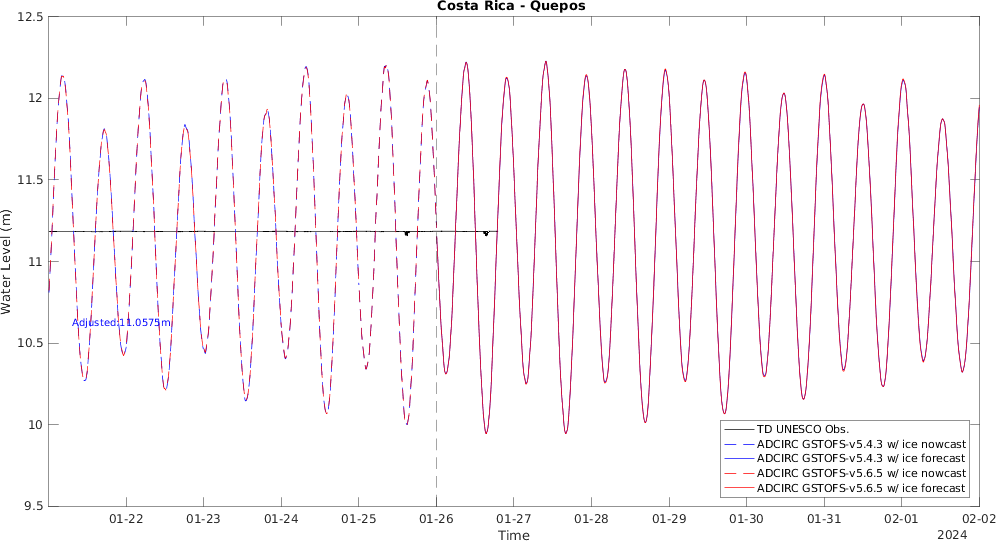 Costa Rica - Quepos
12.5
12
11.5
11
10.5
10
9.5
Water Level (m)
Adjusted:11.0575m
TD UNESCO Obs.
ADCIRC GSTOFS-v5.4.3 w/ ice nowcast
ADCIRC GSTOFS-v5.4.3 w/ ice forecast
ADCIRC GSTOFS-v5.6.5 w/ ice nowcast
ADCIRC GSTOFS-v5.6.5 w/ ice forecast
01-22 01-23 01-24 01-25 01-26 01-27 01-28 01-29 01-30 01-31 02-01 02-02
Time
2024